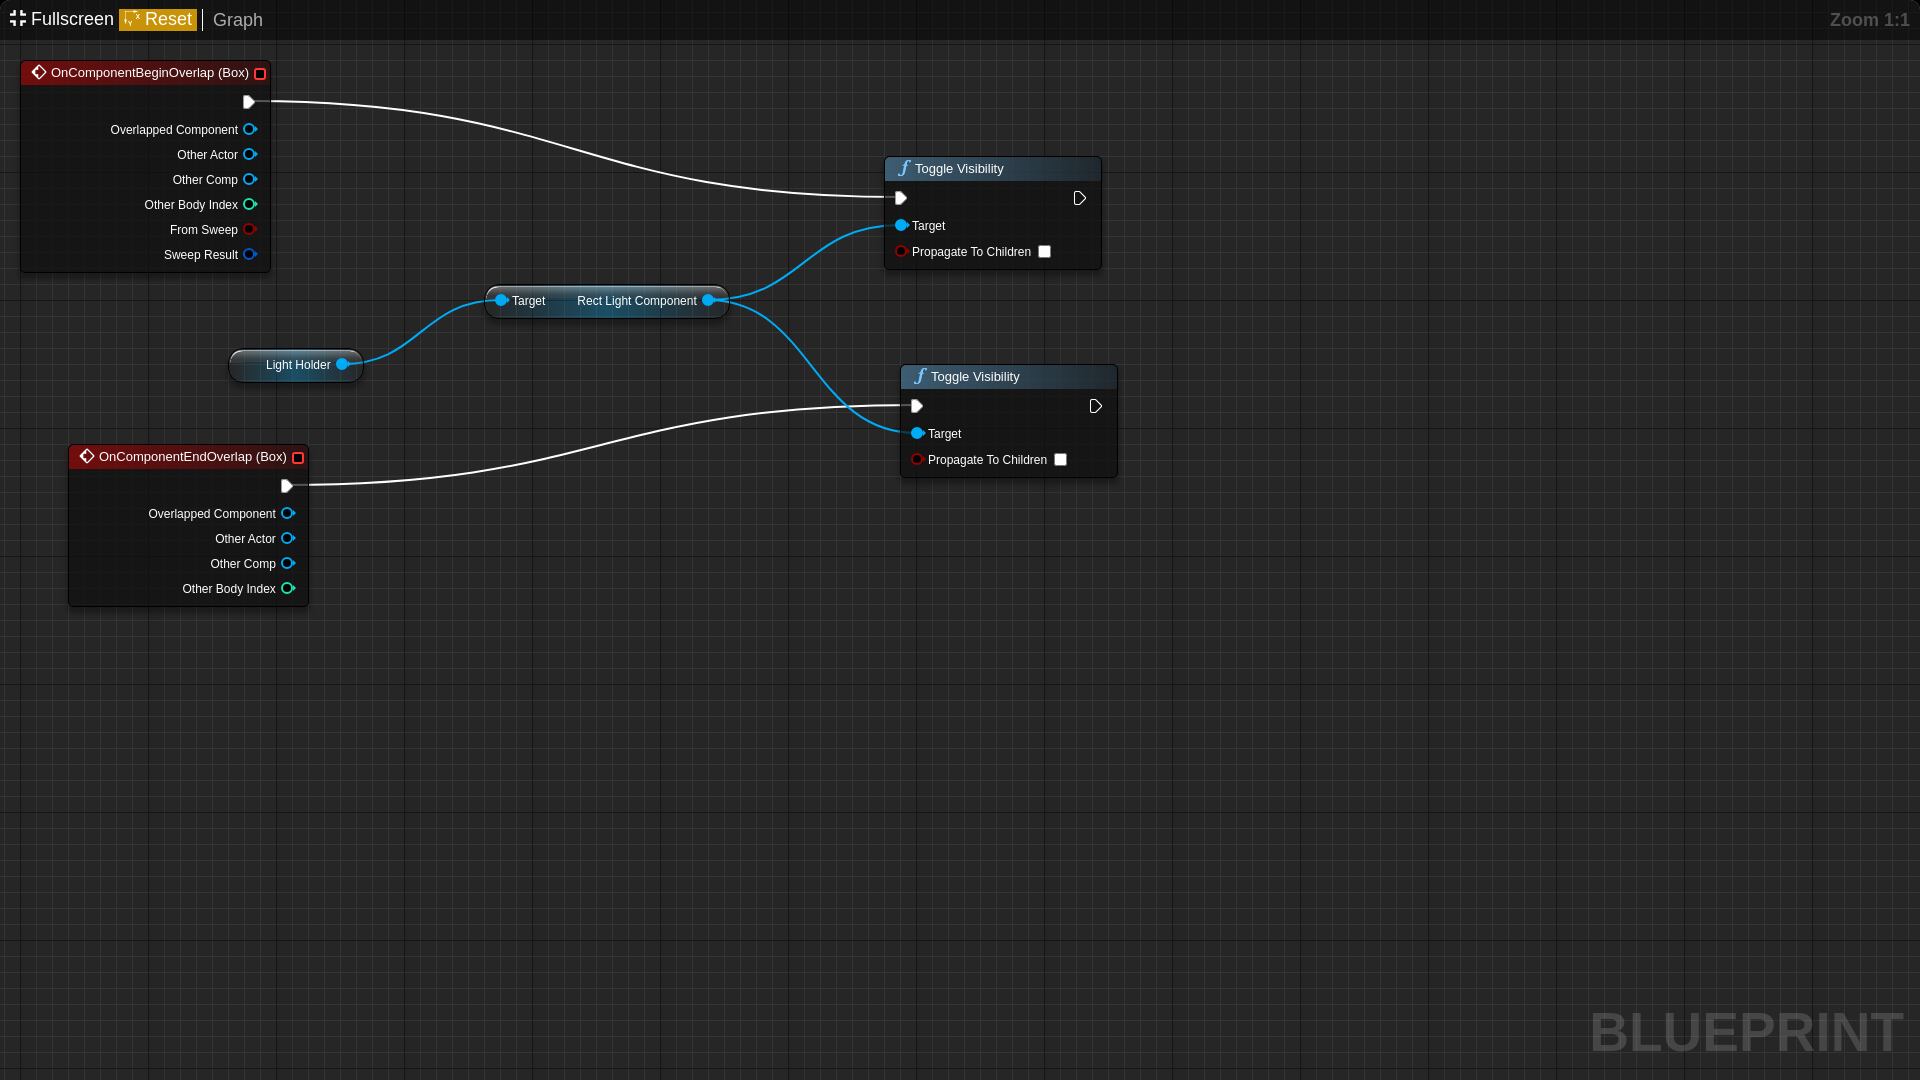 Fullscreen Reset Graph Zoom 1:1
OnComponentBeginOverlap (Box)
Overlapped Component
Other Actor
Other Comp
Other Body Index
From Sweep
Sweep Result
Toggle Visibility
Target
Propagate To Children
Target Rect Light Component
Light Holder
Toggle Visibility
Target
Propagate To Children
OnComponentEndOverlap (Box)
Overlapped Component
Other Actor
Other Comp
Other Body Index
BLUEPRINT